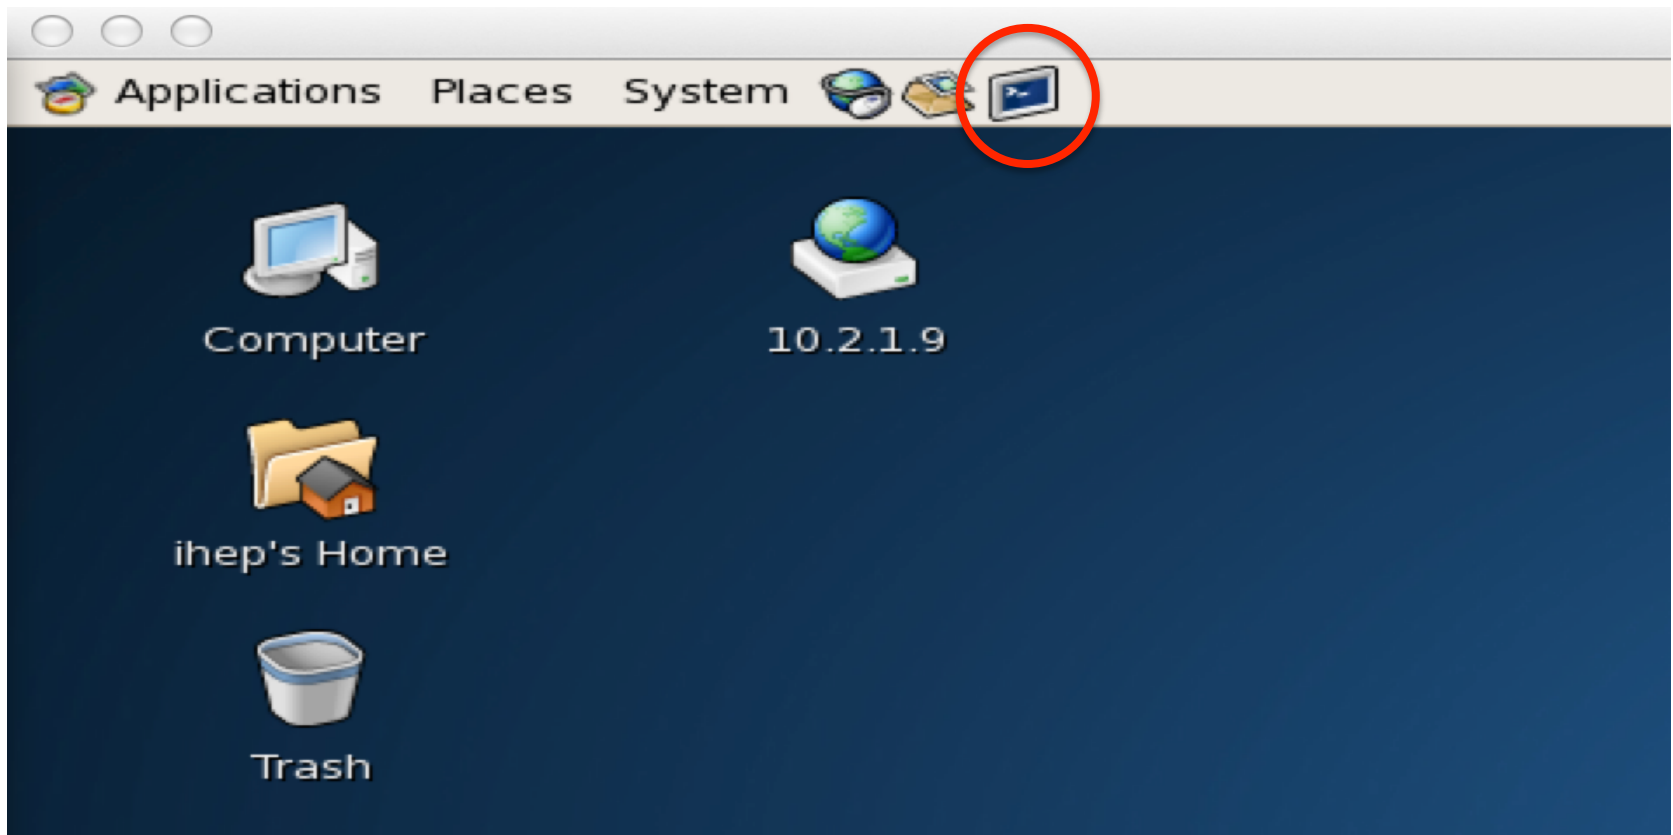 Applications Places System
Computer
10.2.1.9
ihep's Home
Trash